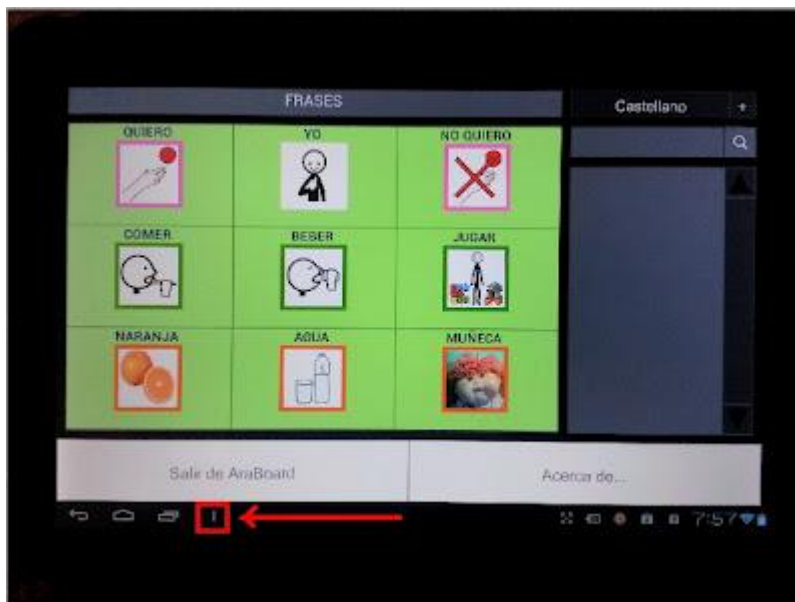 FRASES
Castellano +
QUIERO YO NO QUIERO
COMER BEBER JUGAR
NARANJA AGUA MUÑECA
Salir de AraBoard Acerca de...
7:57